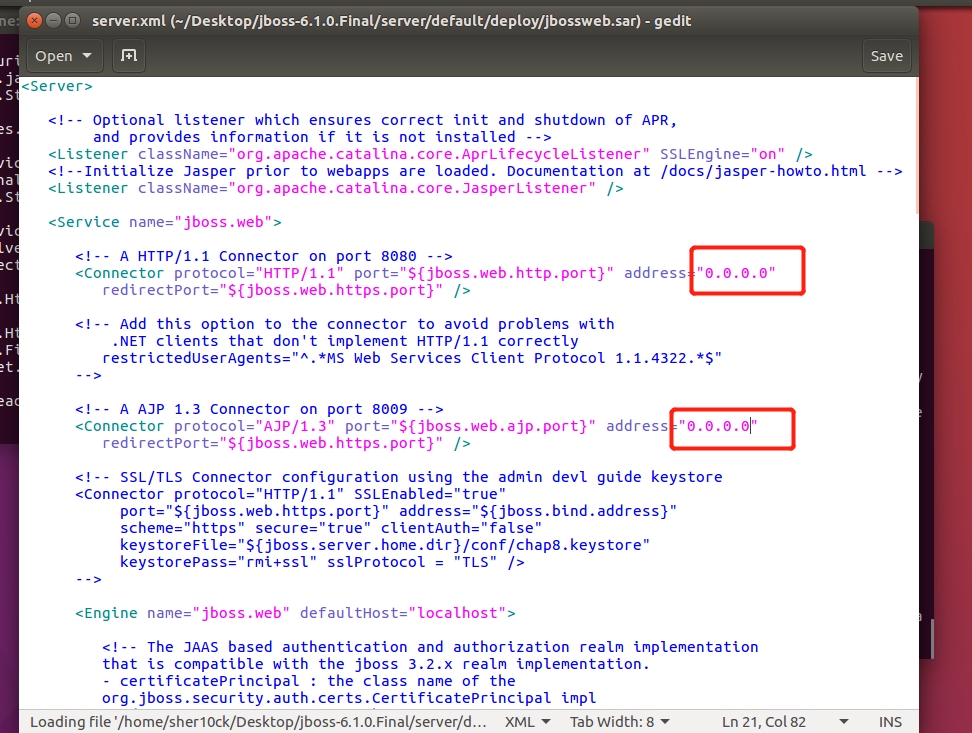 server.xml (~/Desktop/jboss-6.1.0.Final/server/default/deploy/jbossweb.sar) - gedit
Open
Save
<Server>
<!-- Optional listener which ensures correct init and shutdown of APR,
and provides information if it is not installed -->
<Listener className="org.apache.catalina.core.AprLifecycleListener" SSLEngine="on" />
<!--Initialize Jasper prior to webapps are loaded. Documentation at /docs/jasper-howto.html -->
<Listener className="org.apache.catalina.core.JasperListener" />
<Service name="jboss.web">
<!-- A HTTP/1.1 Connector on port 8080 -->
<Connector protocol="HTTP/1.1" port="${jboss.web.http.port}" address="0.0.0.0"
redirectPort="${jboss.web.https.port}" />
<!-- Add this option to the connector to avoid problems with
.NET clients that don't implement HTTP/1.1 correctly
restrictedUserAgents="^.*MS Web Services Client Protocol 1.1.4322.*$"
-->
<!-- A AJP 1.3 Connector on port 8009 -->
<Connector protocol="AJP/1.3" port="${jboss.web.ajp.port}" address="0.0.0.0"
redirectPort="${jboss.web.https.port}" />
<!-- SSL/TLS Connector configuration using the admin devl guide keystore
<Connector protocol="HTTP/1.1" SSLEnabled="true"
port="${jboss.web.https.port}" address="${jboss.bind.address}"
scheme="https" secure="true" clientAuth="false"
keystoreFile="${jboss.server.home.dir}/conf/chap8.keystore"
keystorePass="rmi+ssl" sslProtocol = "TLS" />
-->
<Engine name="jboss.web" defaultHost="localhost">
<!-- The JAAS based authentication and authorization realm implementation
that is compatible with the jboss 3.2.x realm implementation.
- certificatePrincipal : the class name of the
org.jboss.security.auth.certs.CertificatePrincipal impl
Loading file '/home/sher10ck/Desktop/jboss-6.1.0.Final/server/d... XML Tab Width: 8 Ln 21, Col 82 INS